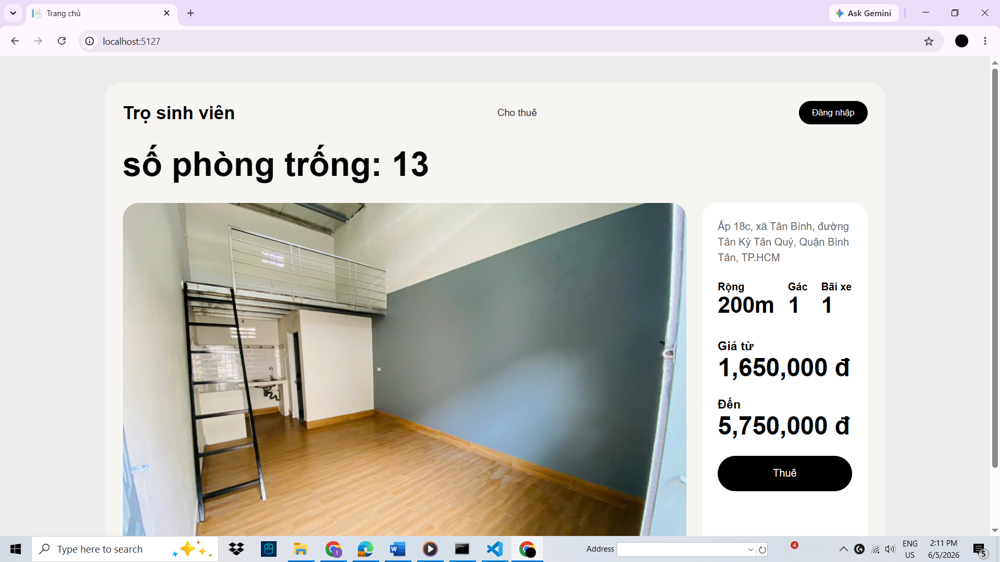 Trang chủ
Ask Gemini
localhost:5127
Trọ sinh viên
Cho thuê
Đăng nhập
số phòng trống: 13
Ấp 18c, xã Tân Bình, đường
Tân Kỳ Tân Quý, Quận Bình
Tân, TP.HCM
Rộng Gác Bãi xe
200m 1 1
Giá từ
1,650,000 đ
Đến
5,750,000 đ
Thuê
Type here to search
Address
4
ENG
US
2:11 PM
6/5/2026
5